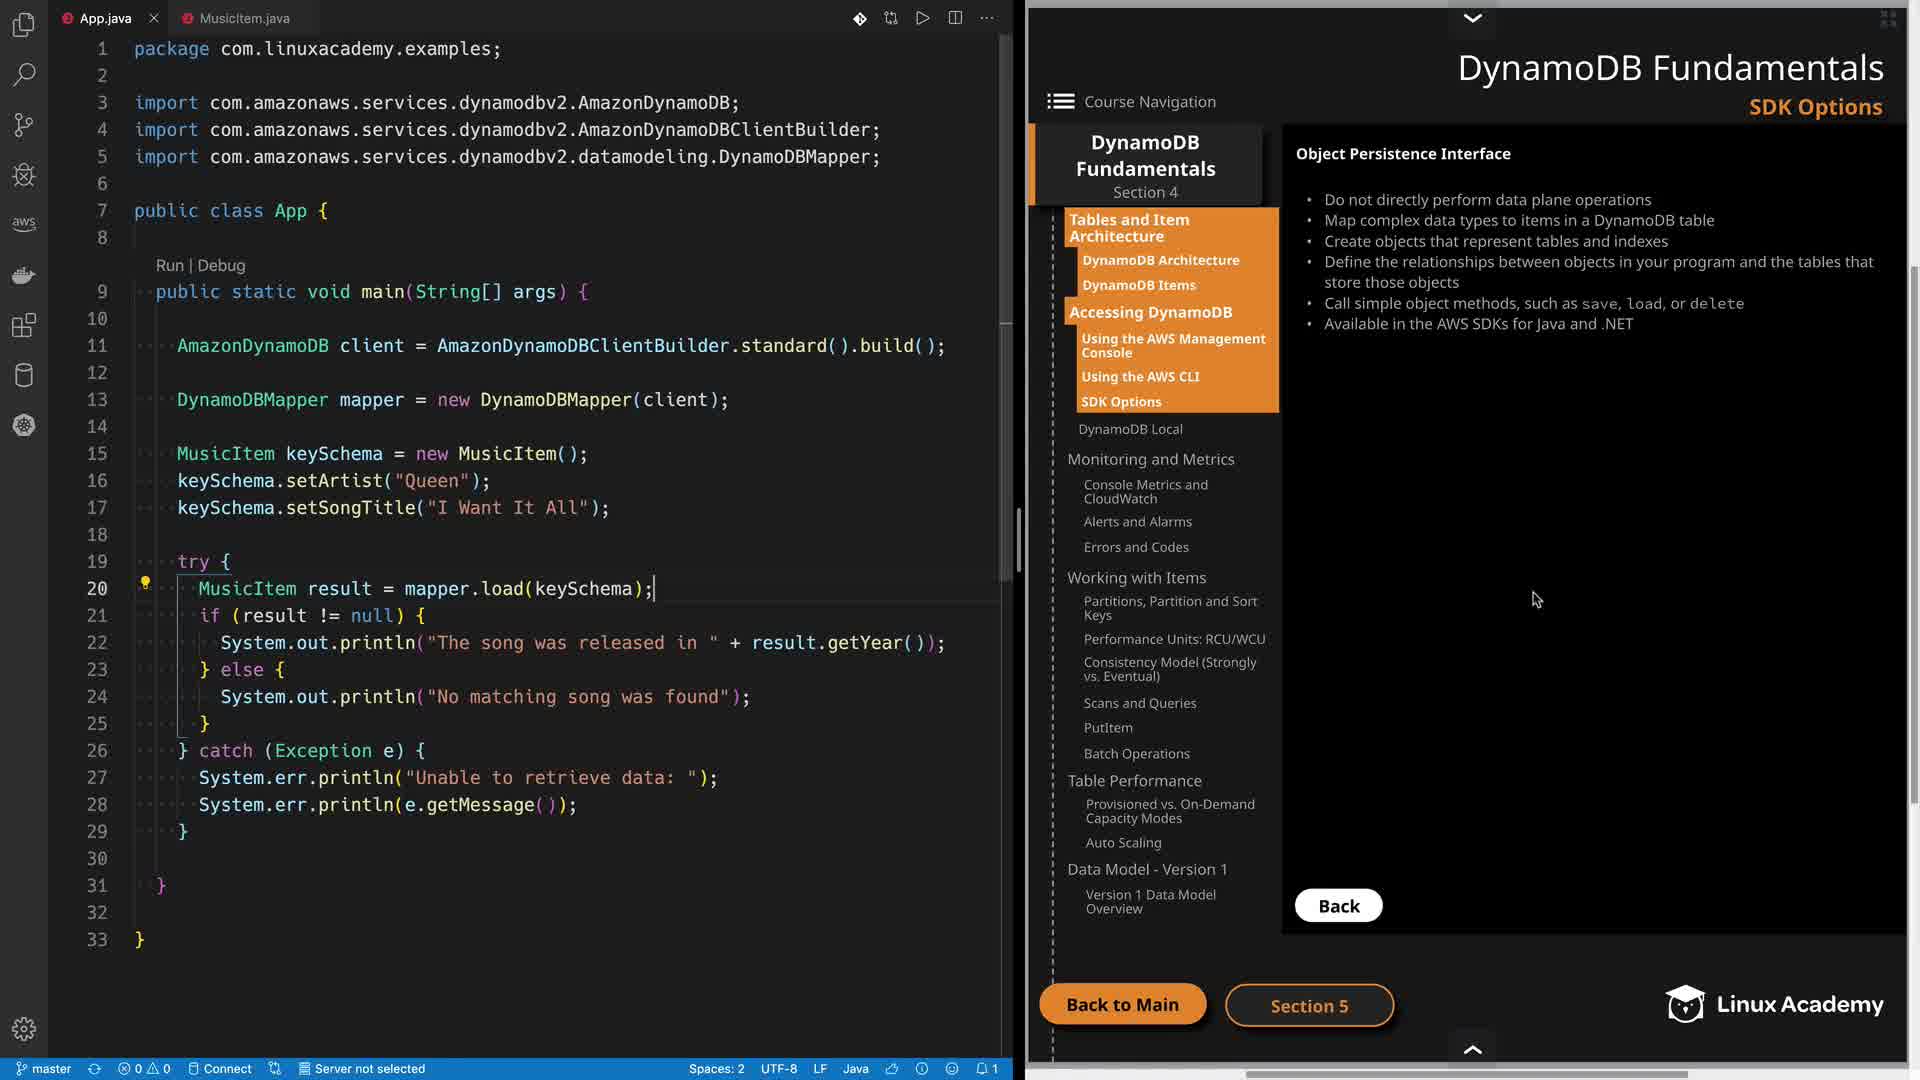 App.java
MusicItem.java
1 package com.linuxacademy.examples;
2
3 import com.amazonaws.services.dynamodbv2.AmazonDynamoDB;
4 import com.amazonaws.services.dynamodbv2.AmazonDynamoDBClientBuilder;
5 import com.amazonaws.services.dynamodbv2.datamodeling.DynamoDBMapper;
6
7 public class App {
8
Run | Debug
9 public static void main(String[] args) {
10
11 AmazonDynamoDB client = AmazonDynamoDBClientBuilder.standard().build();
12
13 DynamoDBMapper mapper = new DynamoDBMapper(client);
14
15 MusicItem keySchema = new MusicItem();
16 keySchema.setArtist("Queen");
17 keySchema.setSongTitle("I Want It All");
18
19 try {
20 MusicItem result = mapper.load(keySchema);
21 if (result != null) {
22 System.out.println("The song was released in " + result.getYear());
23 } else {
24 System.out.println("No matching song was found");
25 }
26 } catch (Exception e) {
27 System.err.println("Unable to retrieve data: ");
28 System.err.println(e.getMessage());
29 }
30
31 }
32
33 }
aws
master
0 0
Connect
Server not selected
Spaces: 2
UTF-8
LF
Java
1
DynamoDB Fundamentals
SDK Options
Course Navigation
DynamoDB
Fundamentals
Section 4
Tables and Item
Architecture
DynamoDB Architecture
DynamoDB Items
Accessing DynamoDB
Using the AWS Management
Console
Using the AWS CLI
SDK Options
DynamoDB Local
Monitoring and Metrics
Console Metrics and
CloudWatch
Alerts and Alarms
Errors and Codes
Working with Items
Partitions, Partition and Sort
Keys
Performance Units: RCU/WCU
Consistency Model (Strongly
vs. Eventual)
Scans and Queries
PutItem
Batch Operations
Table Performance
Provisioned vs. On-Demand
Capacity Modes
Auto Scaling
Data Model - Version 1
Version 1 Data Model
Overview
Object Persistence Interface
• Do not directly perform data plane operations
• Map complex data types to items in a DynamoDB table
• Create objects that represent tables and indexes
• Define the relationships between objects in your program and the tables that
store those objects
• Call simple object methods, such as save, load, or delete
• Available in the AWS SDKs for Java and .NET
Back
Back to Main
Section 5
Linux Academy